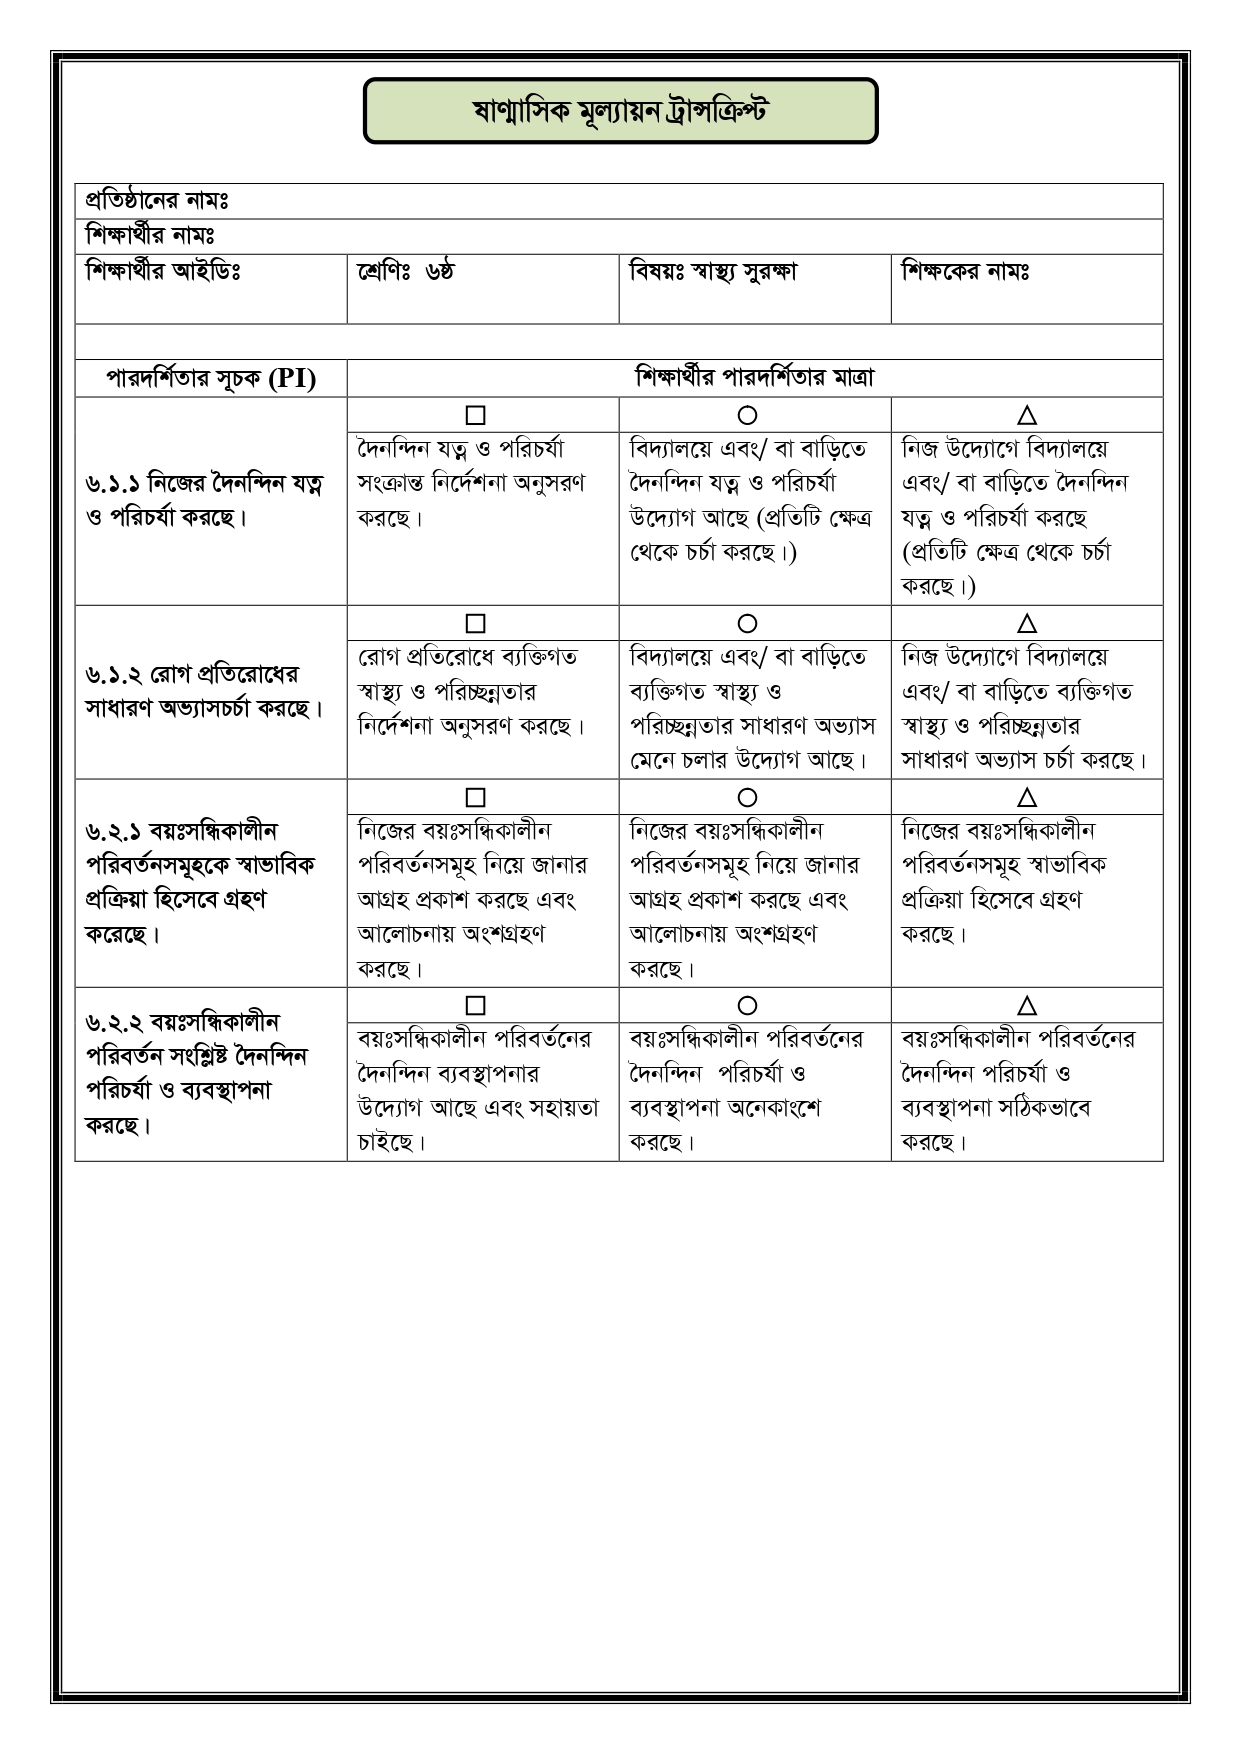 ষাণ্মাসিক মূল্যায়ন ট্রান্সক্রিপ্ট
প্রতিষ্ঠানের নামঃ
শিক্ষার্থীর নামঃ
শিক্ষার্থীর আইডিঃ
শ্রেণিঃ ৬ষ্ঠ
বিষয়ঃ স্বাস্থ্য সুরক্ষা
শিক্ষকের নামঃ
পারদর্শিতার সূচক (PI)
শিক্ষার্থীর পারদর্শিতার মাত্রা
৬.১.১ নিজের দৈনন্দিন যত্ন
ও পরিচর্যা করছে।
□
দৈনন্দিন যত্ন ও পরিচর্যা
সংক্রান্ত নির্দেশনা অনুসরণ
করছে।
○
বিদ্যালয়ে এবং/ বা বাড়িতে
দৈনন্দিন যত্ন ও পরিচর্যা
উদ্যোগ আছে (প্রতিটি ক্ষেত্র
থেকে চর্চা করছে।)
△
নিজ উদ্যোগে বিদ্যালয়ে
এবং/ বা বাড়িতে দৈনন্দিন
যত্ন ও পরিচর্যা করছে
(প্রতিটি ক্ষেত্র থেকে চর্চা
করছে।)
৬.১.২ রোগ প্রতিরোধের
সাধারণ অভ্যাসচর্চা করছে।
□
রোগ প্রতিরোধে ব্যক্তিগত
স্বাস্থ্য ও পরিচ্ছন্নতার
নির্দেশনা অনুসরণ করছে।
○
বিদ্যালয়ে এবং/ বা বাড়িতে
ব্যক্তিগত স্বাস্থ্য ও
পরিচ্ছন্নতার সাধারণ অভ্যাস
মেনে চলার উদ্যোগ আছে।
△
নিজ উদ্যোগে বিদ্যালয়ে
এবং/ বা বাড়িতে ব্যক্তিগত
স্বাস্থ্য ও পরিচ্ছন্নতার
সাধারণ অভ্যাস চর্চা করছে।
৬.২.১ বয়ঃসন্ধিকালীন
পরিবর্তনসমূহকে স্বাভাবিক
প্রক্রিয়া হিসেবে গ্রহণ
করেছে।
□
নিজের বয়ঃসন্ধিকালীন
পরিবর্তনসমূহ নিয়ে জানার
আগ্রহ প্রকাশ করছে এবং
আলোচনায় অংশগ্রহণ
করছে।
○
নিজের বয়ঃসন্ধিকালীন
পরিবর্তনসমূহ নিয়ে জানার
আগ্রহ প্রকাশ করছে এবং
আলোচনায় অংশগ্রহণ
করছে।
△
নিজের বয়ঃসন্ধিকালীন
পরিবর্তনসমূহ স্বাভাবিক
প্রক্রিয়া হিসেবে গ্রহণ
করছে।
৬.২.২ বয়ঃসন্ধিকালীন
পরিবর্তন সংশ্লিষ্ট দৈনন্দিন
পরিচর্যা ও ব্যবস্থাপনা
করছে।
□
বয়ঃসন্ধিকালীন পরিবর্তনের
দৈনন্দিন ব্যবস্থাপনার
উদ্যোগ আছে এবং সহায়তা
চাইছে।
○
বয়ঃসন্ধিকালীন পরিবর্তনের
দৈনন্দিন পরিচর্যা ও
ব্যবস্থাপনা অনেকাংশে
করছে।
△
বয়ঃসন্ধিকালীন পরিবর্তনের
দৈনন্দিন পরিচর্যা ও
ব্যবস্থাপনা সঠিকভাবে
করছে।